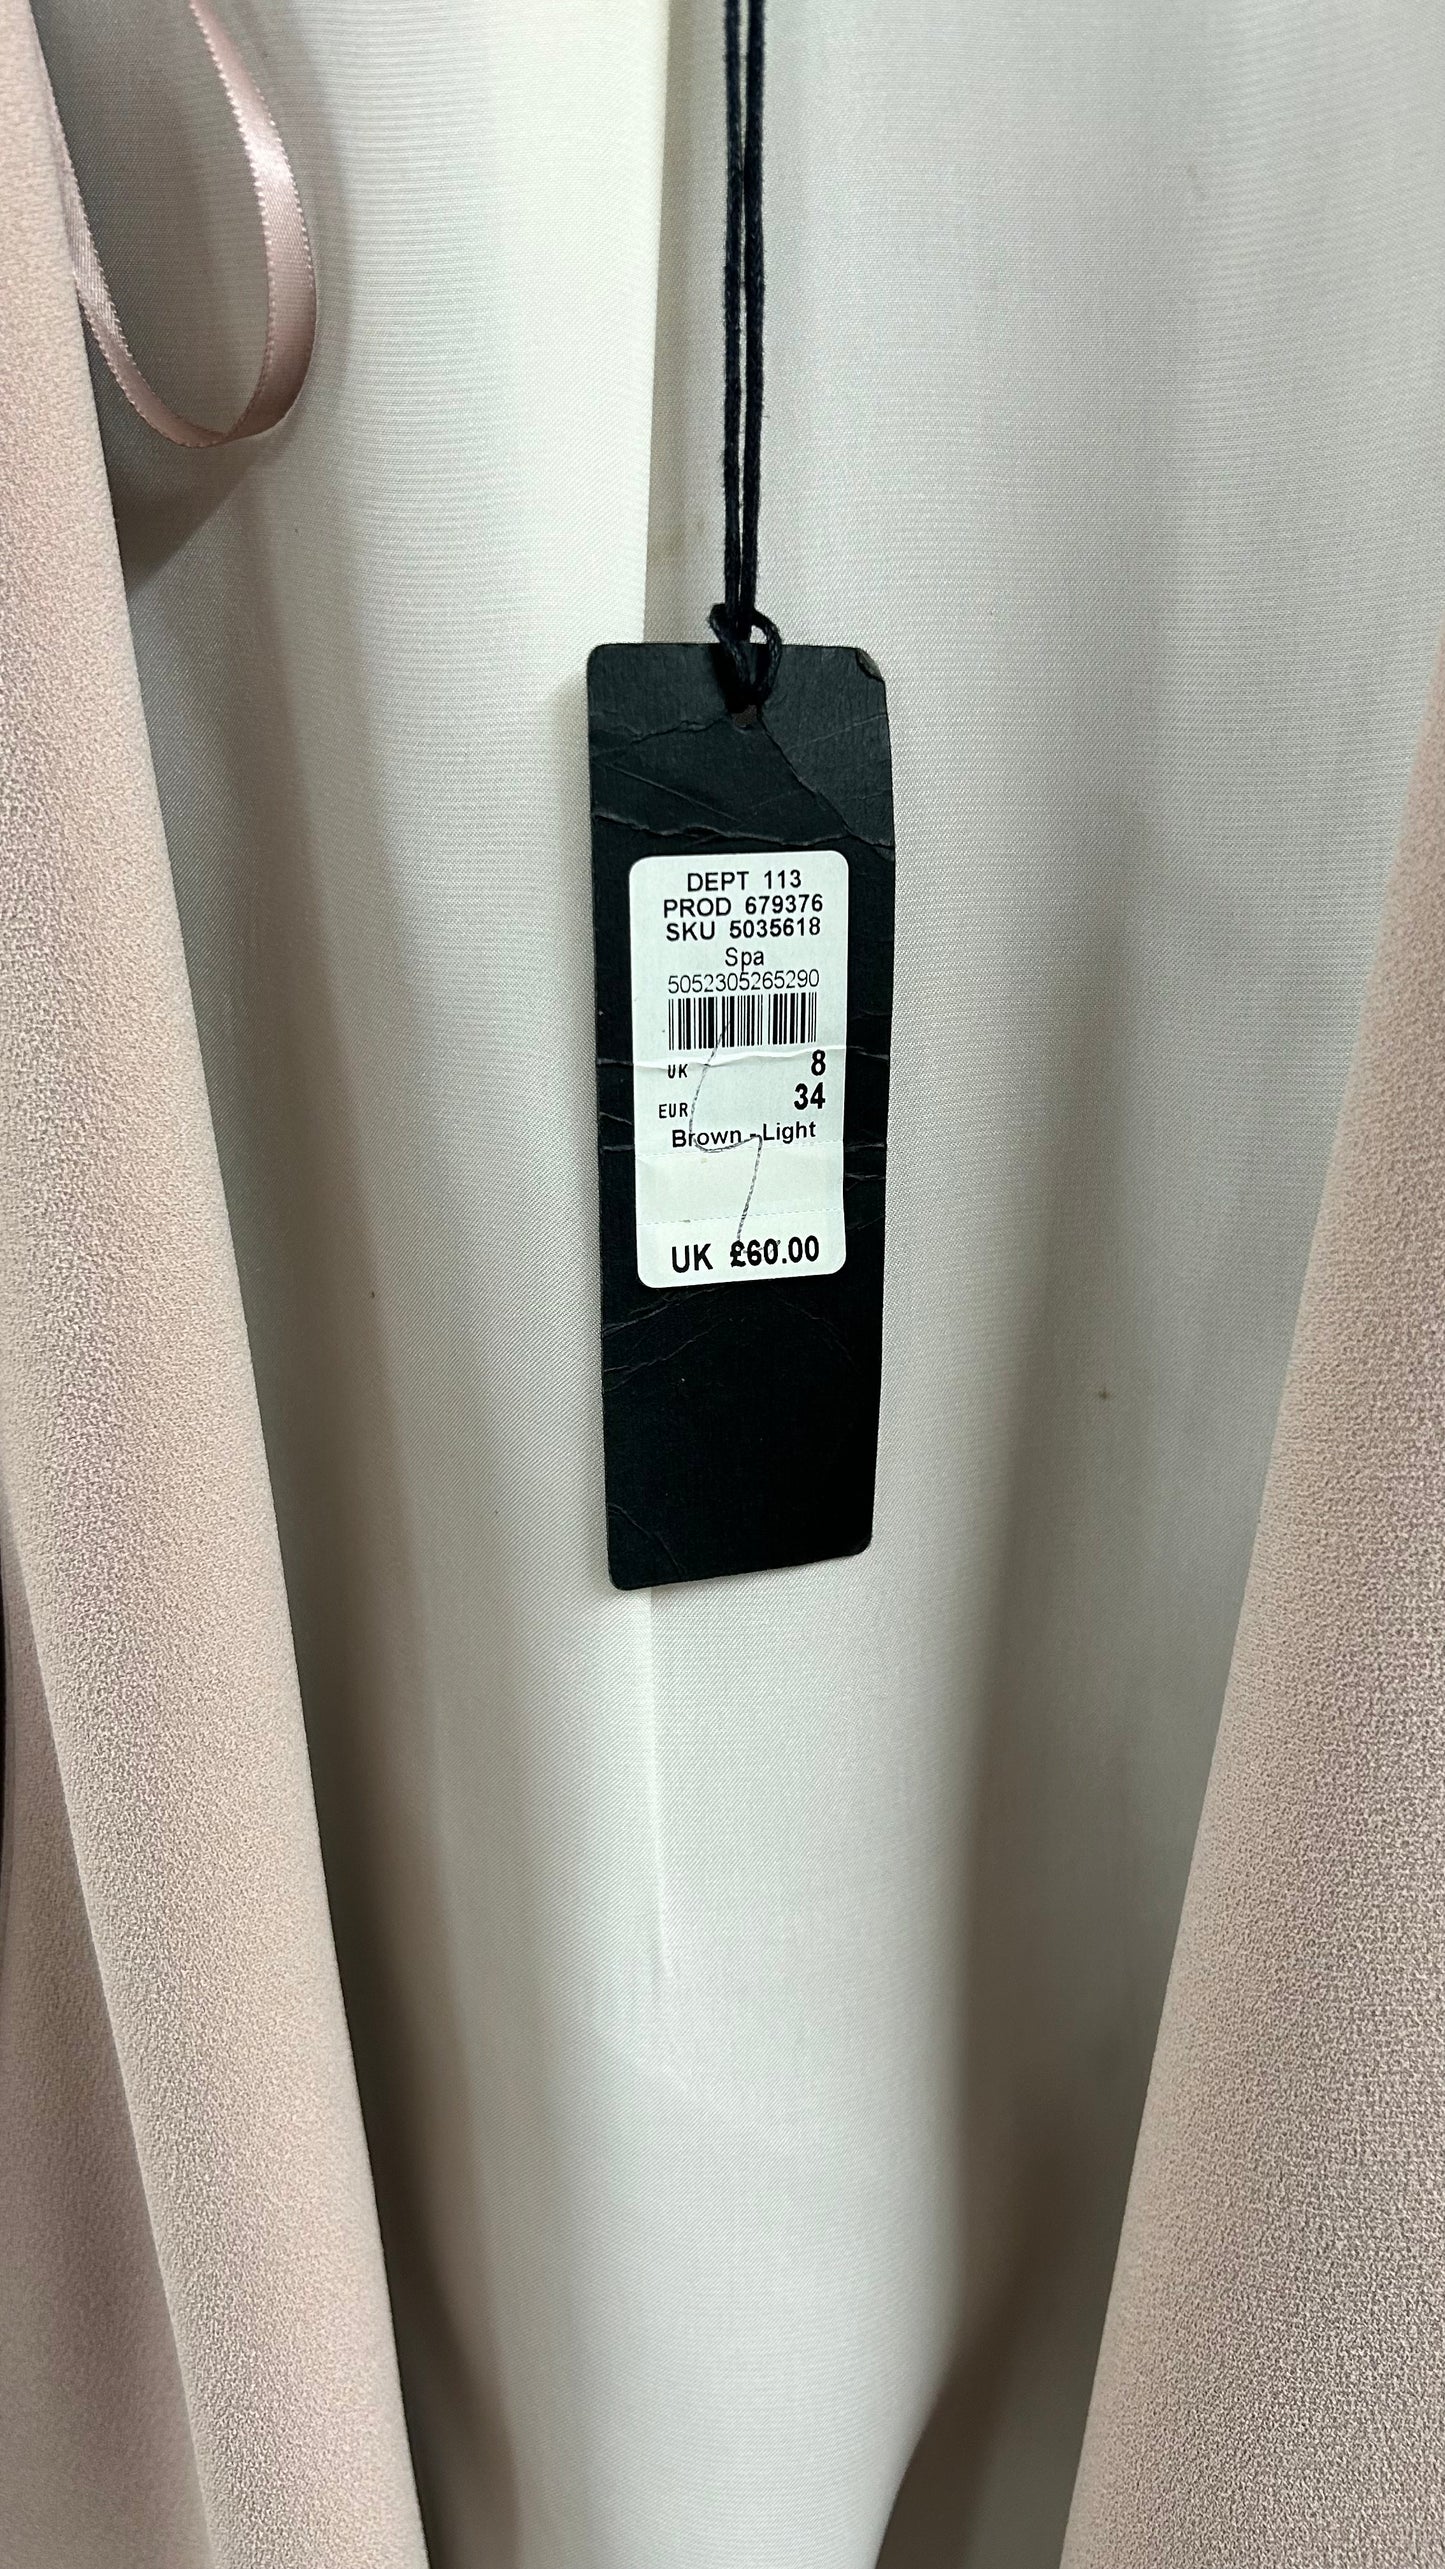 DEPT 113
PROD 679376
SKU 5035618
Spa
5052305265290
UK 8
EUR 34
Brown - Light
UK £60.00